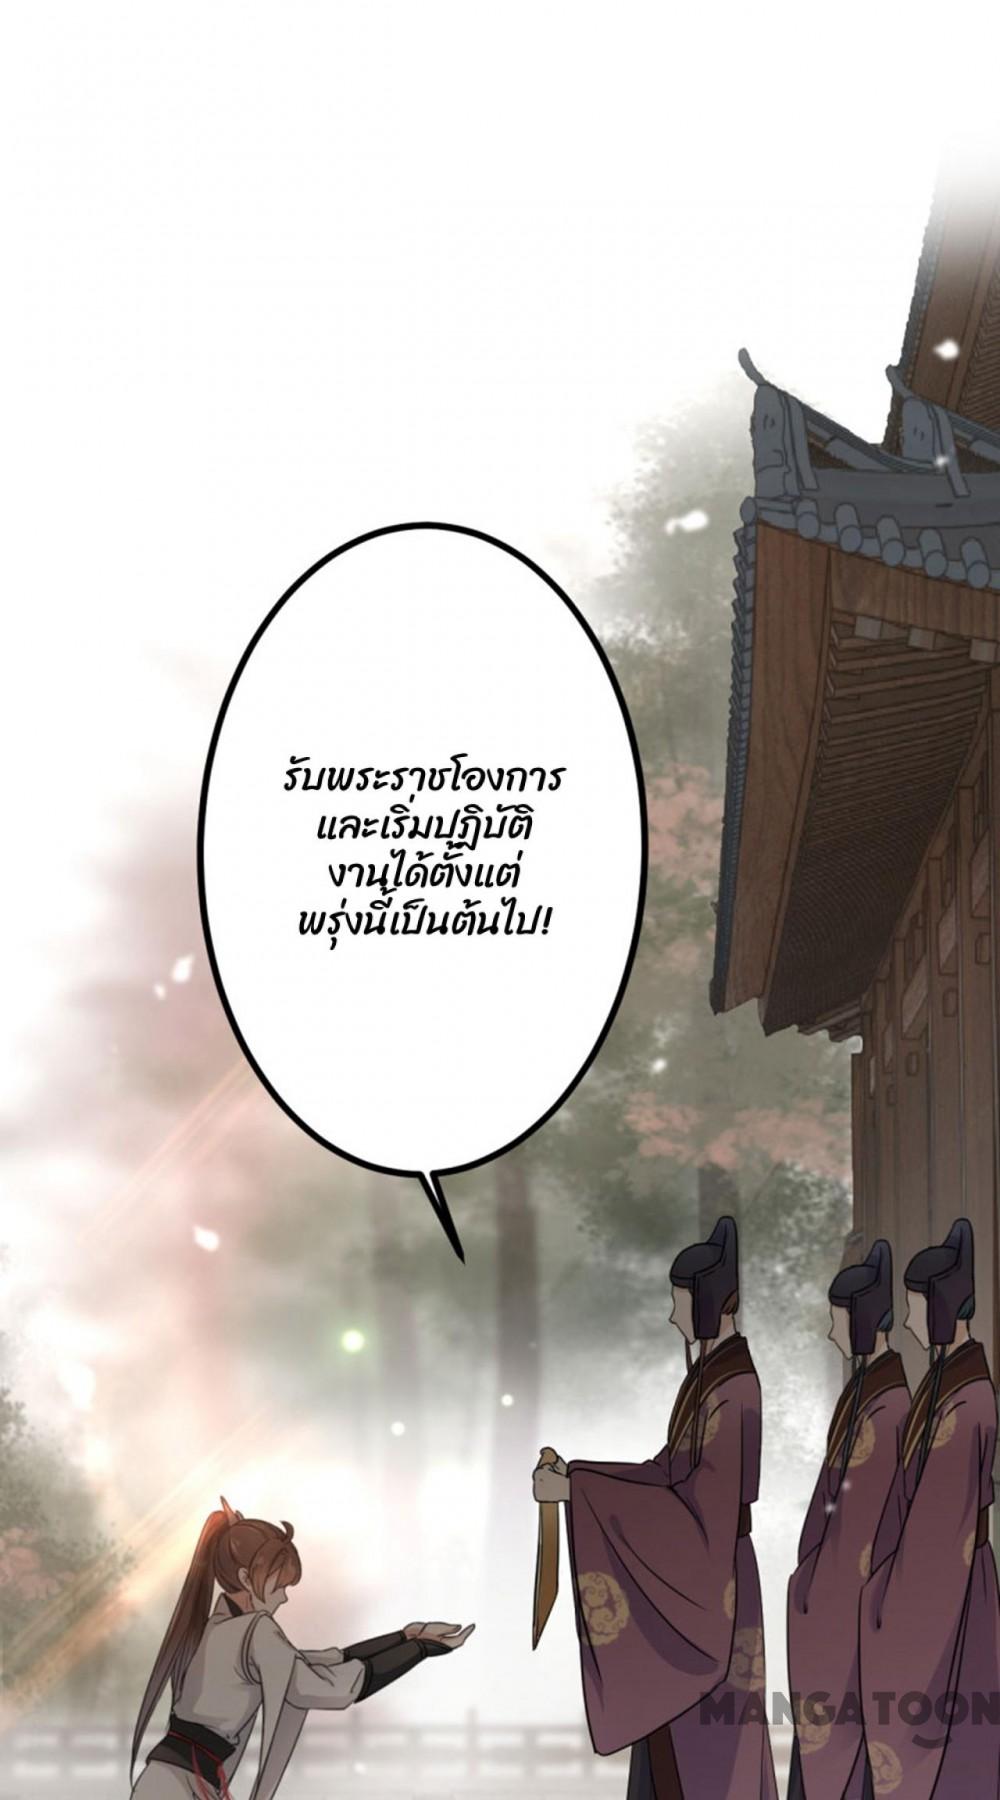 รับพระราชโองการ
และเริ่มปฏิบัติ
งานได้ตั้งแต่
พรุ่งนี้เป็นต้นไป!
MANGA TOON